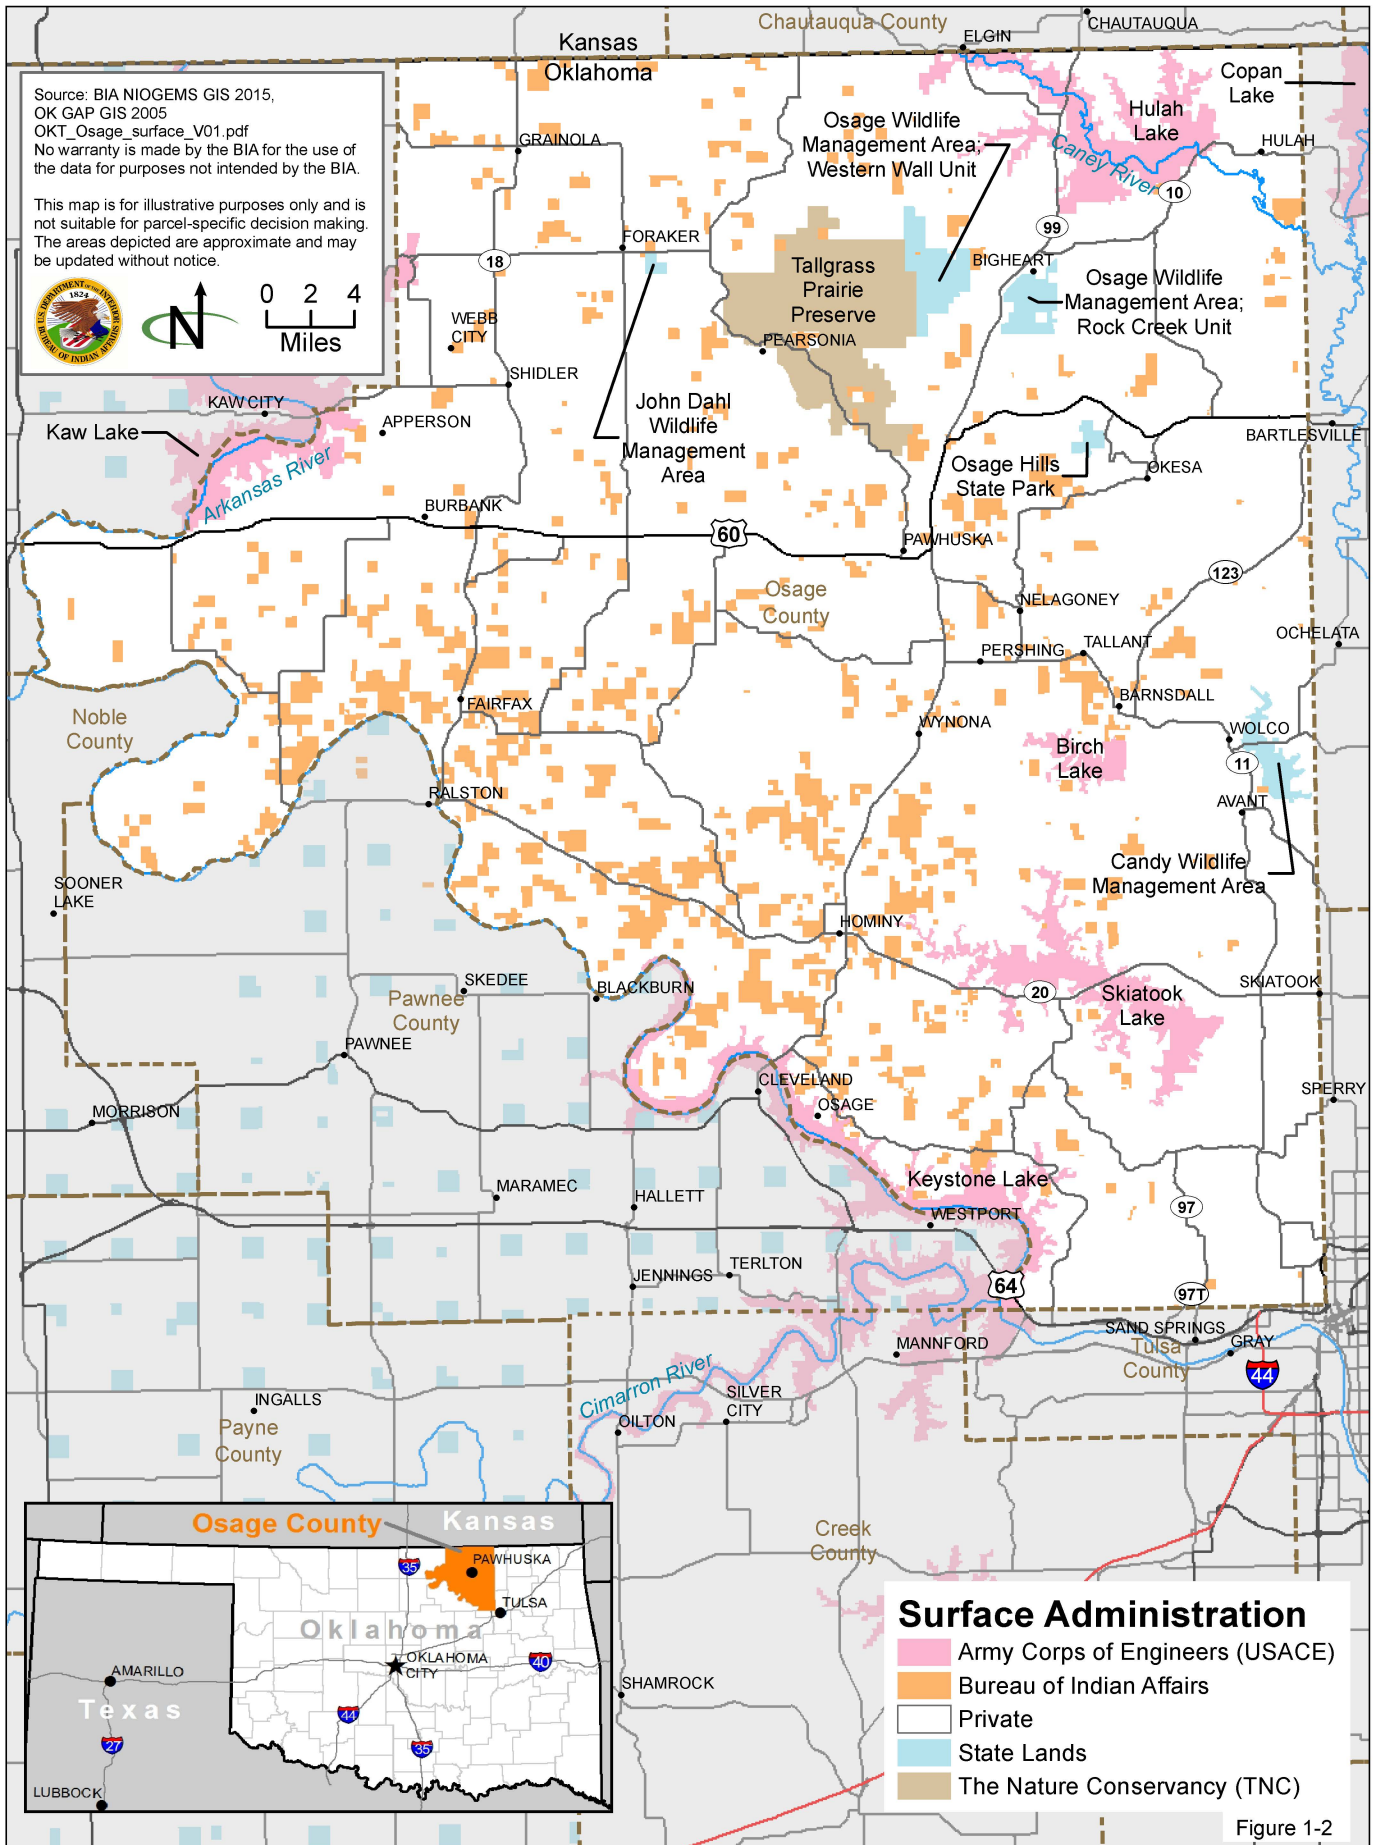 Chautauqua County
CHAUTAUQUA
ELGIN
Kansas
Oklahoma
Source: BIA NIOGEMS GIS 2015,
OK GAP GIS 2005
OKT_Osage_surface_V01.pdf
No warranty is made by the BIA for the use of
the data for purposes not intended by the BIA.
This map is for illustrative purposes only and is
not suitable for parcel-specific decision making.
The areas depicted are approximate and may
be updated without notice.
U.S. DEPARTMENT OF THE INTERIOR
1824
BUREAU OF INDIAN AFFAIRS
N
0 2 4
Miles
Copan
Lake
Hulah
Lake
HULAH
Caney River
10
99
GRAINOLA
Osage Wildlife
Management Area;
Western Wall Unit
FORAKER
18
BIGHEART
Tallgrass
Prairie
Preserve
Osage Wildlife
Management Area;
Rock Creek Unit
WEBB
CITY
PEARSONIA
SHIDLER
KAW CITY
Kaw Lake
APPERSON
Arkansas River
John Dahl
Wildlife
Management
Area
BARTLESVILLE
Osage Hills
State Park
OKESA
BURBANK
60
PAWHUSKA
123
Osage
County
NELAGONEY
OCHELATA
TALLANT
PERSHING
BARNSDALL
FAIRFAX
Noble
County
WYNONA
WOLCO
Birch
Lake
11
RALSTON
AVANT
Candy Wildlife
Management Area
SOONER
LAKE
HOMINY
SKEDEE
BLACKBURN
SKIATOOK
20
Skiatook
Lake
Pawnee
County
PAWNEE
CLEVELAND
OSAGE
SPERRY
MORRISON
Keystone Lake
MARAMEC
HALLETT
WESTPORT
97
TERLTON
JENNINGS
64
97T
SAND SPRINGS
MANNFORD
GRAY
Tulsa
County
44
Cimarron River
INGALLS
SILVER
CITY
OILTON
Payne
County
Creek
County
SHAMROCK
Osage County
Kansas
35
PAWHUSKA
TULSA
Oklahoma
OKLAHOMA
CITY
40
AMARILLO
Texas
44
35
27
LUBBOCK
Surface Administration
Army Corps of Engineers (USACE)
Bureau of Indian Affairs
Private
State Lands
The Nature Conservancy (TNC)
Figure 1-2